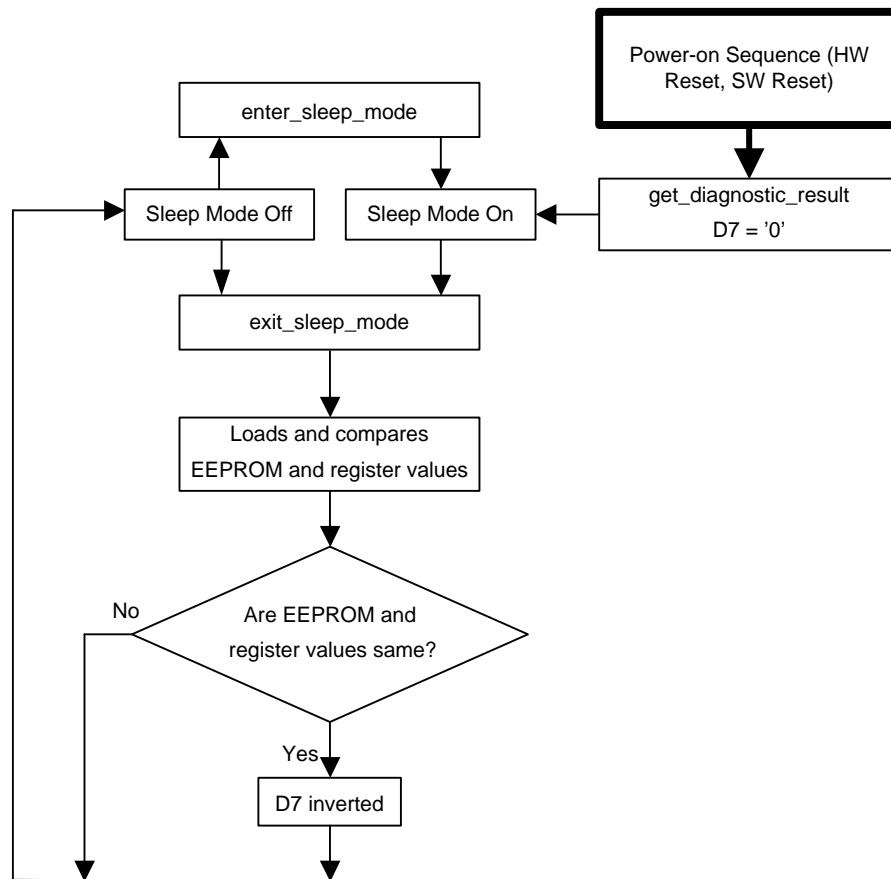 Power-on Sequence (HW
Reset, SW Reset)
enter_sleep_mode
get_diagnostic_result
D7 = ’0’
Sleep Mode Off
Sleep Mode On
exit_sleep_mode
Loads and compares
EEPROM and register values
No
Are EEPROM and
register values same?
Yes
D7 inverted